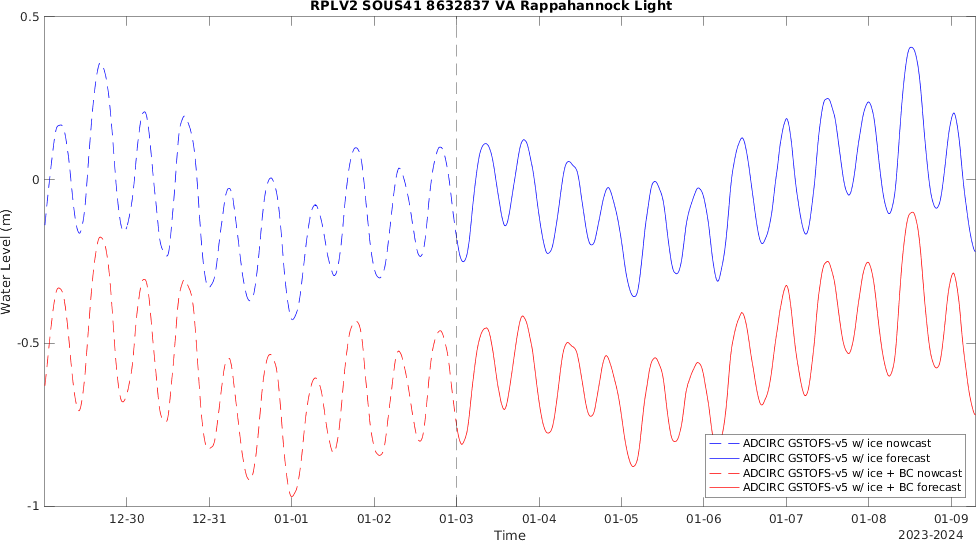 RPLV2 SOUS41 8632837 VA Rappahannock Light
0.5
0
-0.5
-1
Water Level (m)
ADCIRC GSTOFS-v5 w/ ice nowcast
ADCIRC GSTOFS-v5 w/ ice forecast
ADCIRC GSTOFS-v5 w/ ice + BC nowcast
ADCIRC GSTOFS-v5 w/ ice + BC forecast
12-30 12-31 01-01 01-02 01-03 01-04 01-05 01-06 01-07 01-08 01-09
Time
2023-2024